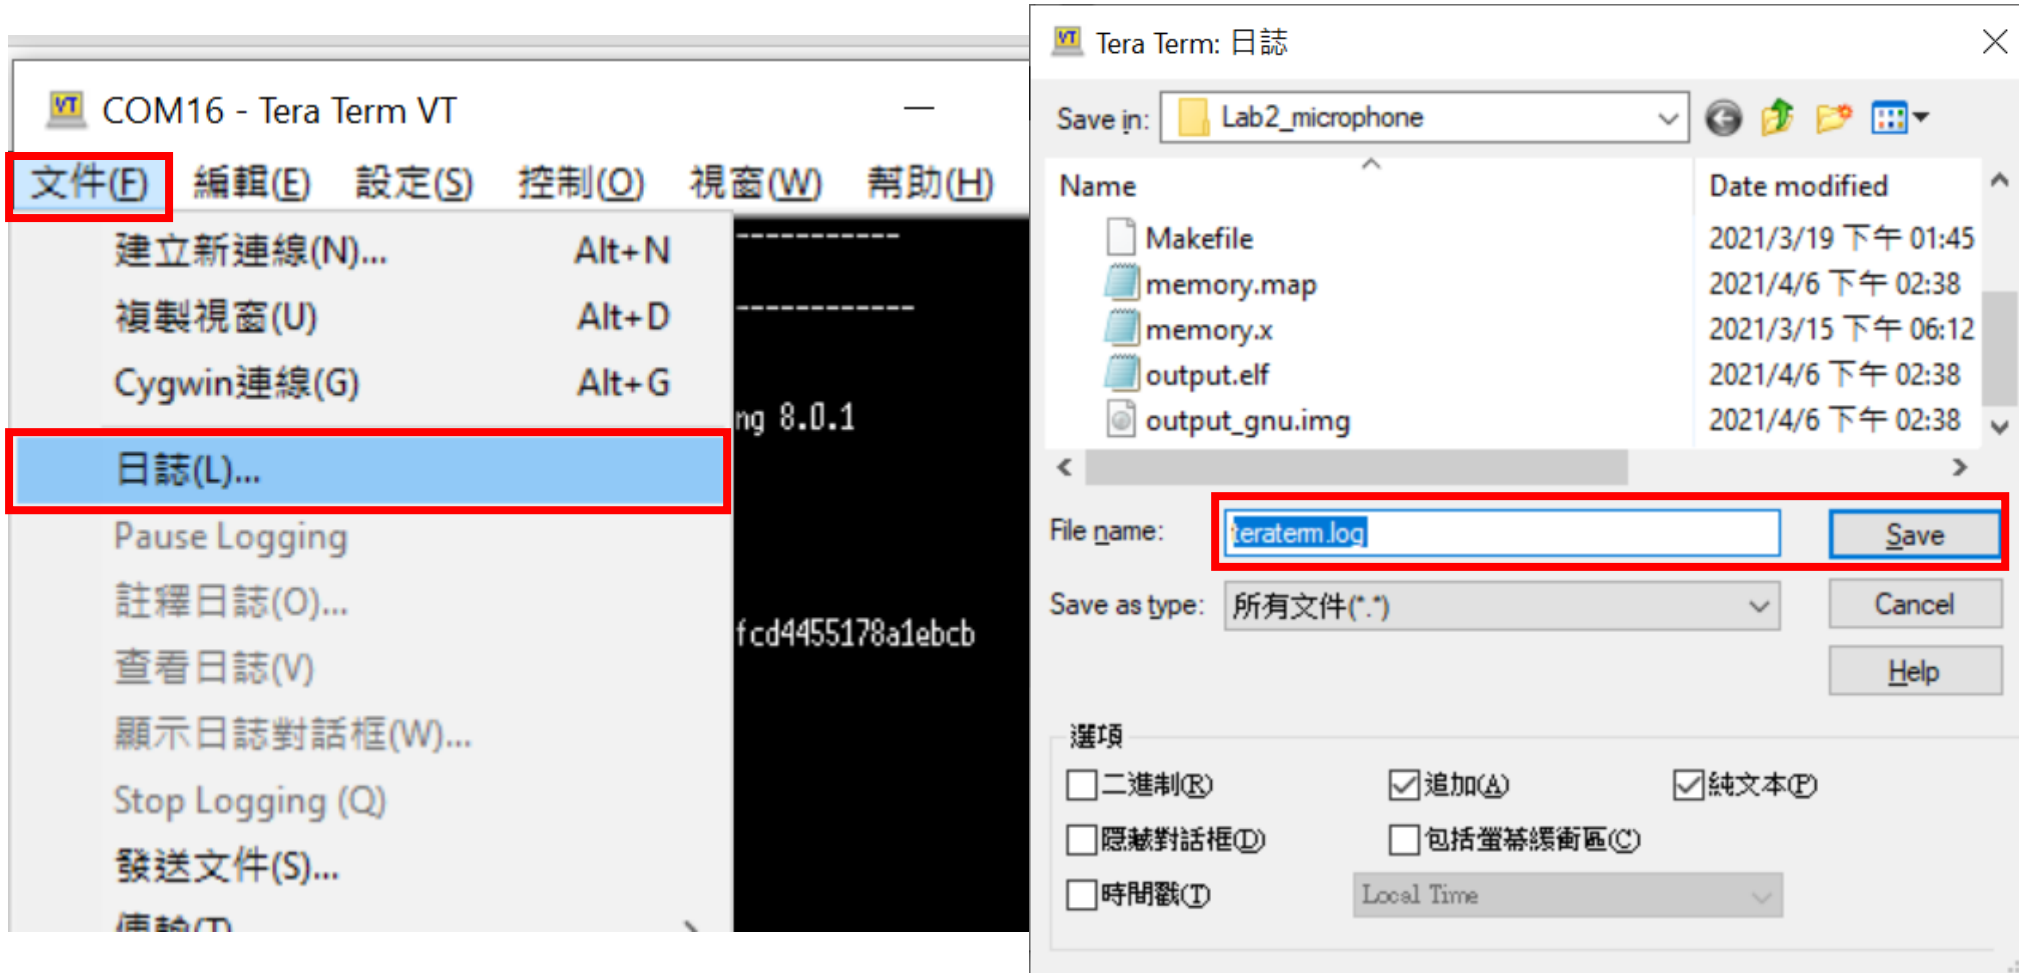 COM16 - Tera Term VT
文件(F) 編輯(E) 設定(S) 控制(O) 視窗(W) 幫助(H)
建立新連線(N)... Alt+N
複製視窗(U) Alt+D
Cygwin連線(G) Alt+G
日誌(L)...
Pause Logging
註釋日誌(O)...
查看日誌(V)
顯示日誌對話框(W)...
Stop Logging (Q)
發送文件(S)...
傳輸(T)
-----------
------------
ng 8.0.1
fcd4455178a1ebcb
Tera Term: 日誌
Save in: Lab2_microphone
Name Date modified
Makefile 2021/3/19 下午 01:45
memory.map 2021/4/6 下午 02:38
memory.x 2021/3/15 下午 06:12
output.elf 2021/4/6 下午 02:38
output_gnu.img 2021/4/6 下午 02:38
File name: teraterm.log Save
Save as type: 所有文件(*.*) Cancel
Help
選項
二進制(R) 追加(A) 純文本(P)
隱藏對話框(D) 包括螢幕緩衝區(C)
時間戳(T) Local Time